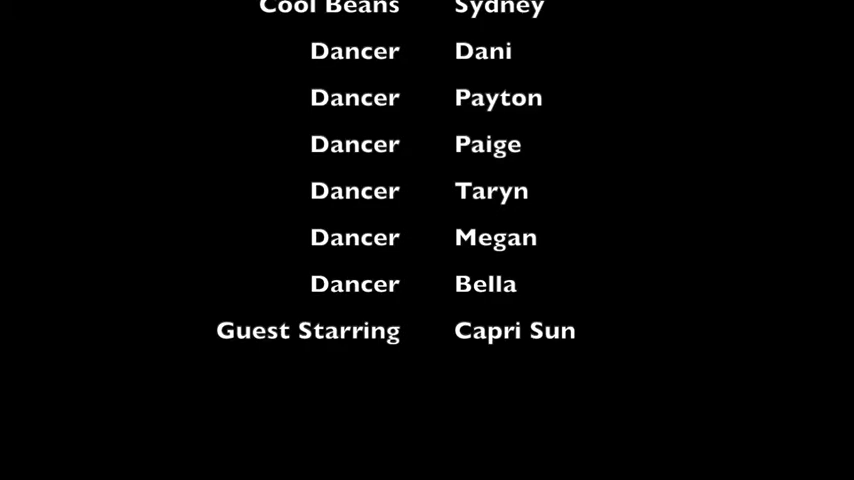 Cool Beans Sydney
Dancer Dani
Dancer Payton
Dancer Paige
Dancer Taryn
Dancer Megan
Dancer Bella
Guest Starring Capri Sun